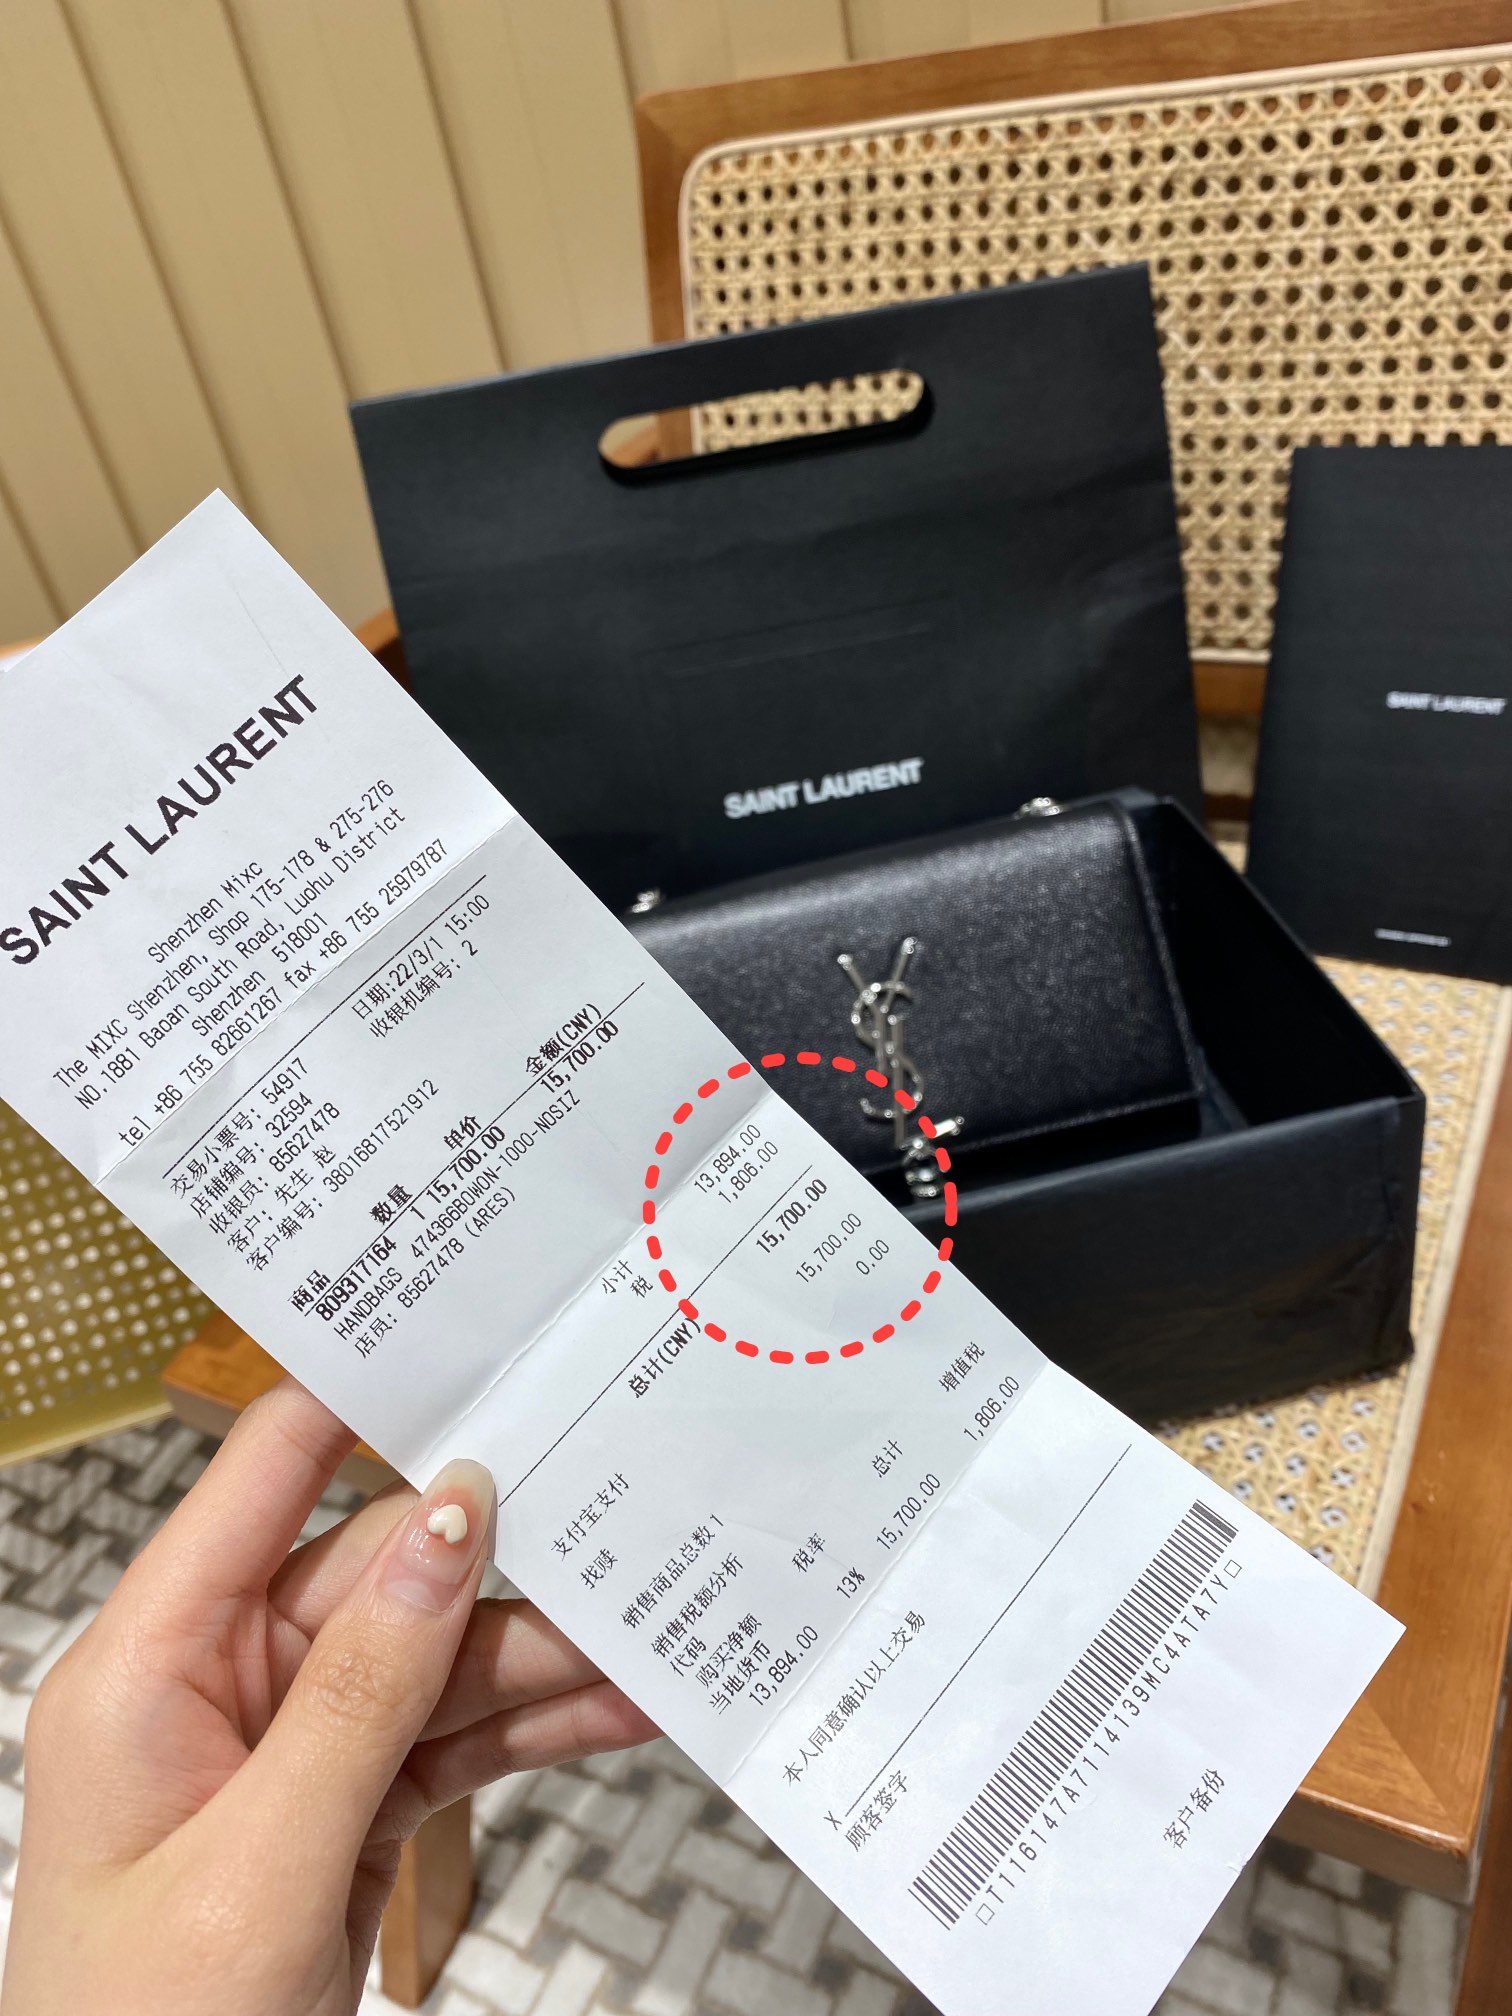 SAINT LAURENT
Shenzhen Mixc
The MIXC Shenzhen, Shop 175-178 & 275-276
NO.1881 Baoan South Road, Luohu District
Shenzhen 518001
tel +86 755 82661267 fax +86 755 25979787
交易小票号: 54917 日期:22/3/1 15:00
店铺编号: 32594 收银机编号: 2
收银员: 85627478
客户: 先生 赵
客户编号: 38016817521912
商品 数量 单价 金额(CNY)
809317164 1 15,700.00 15,700.00
HANDBAGS 474366BOWON-1000-NOSIZ
店员: 85627478 (ARES)
小计 13,894.00
税 1,806.00
总计(CNY) 15,700.00
支付宝支付 15,700.00
找赎 0.00
销售商品总数 1
销售税额分析
代码 税率 总计 增值税
购买净额 13% 15,700.00 1,806.00
当地货币
13,894.00
本人同意确认以上交易
X
顾客签字
□T116147A7114139MC4ATA7Y□
客户备份
SAINT LAURENT
SAINT LAURENT